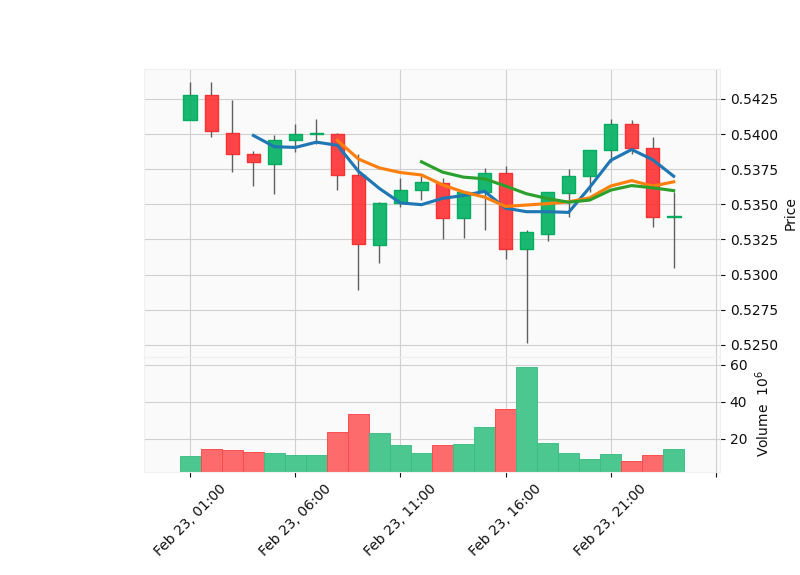 0.5425
0.5400
0.5375
0.5350
0.5325
0.5300
0.5275
0.5250
Price
60
40
20
Volume 10^6
Feb 23, 01:00
Feb 23, 06:00
Feb 23, 11:00
Feb 23, 16:00
Feb 23, 21:00